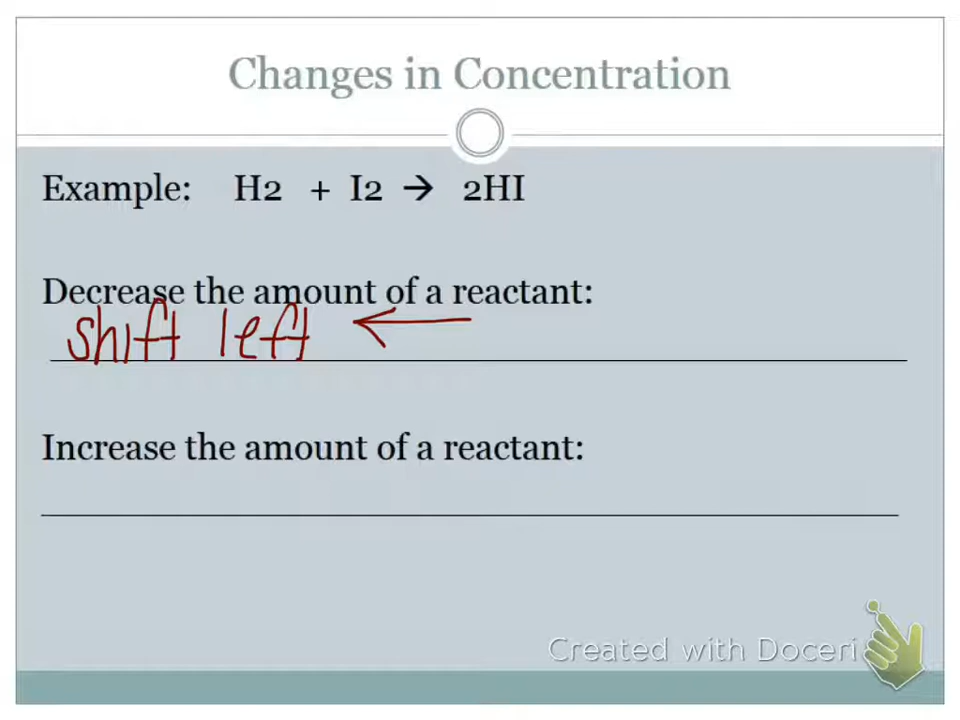 Changes in Concentration
Example: H2 + I2 → 2HI
Decrease the amount of a reactant:
shift left ←
Increase the amount of a reactant:
Created with Doceri